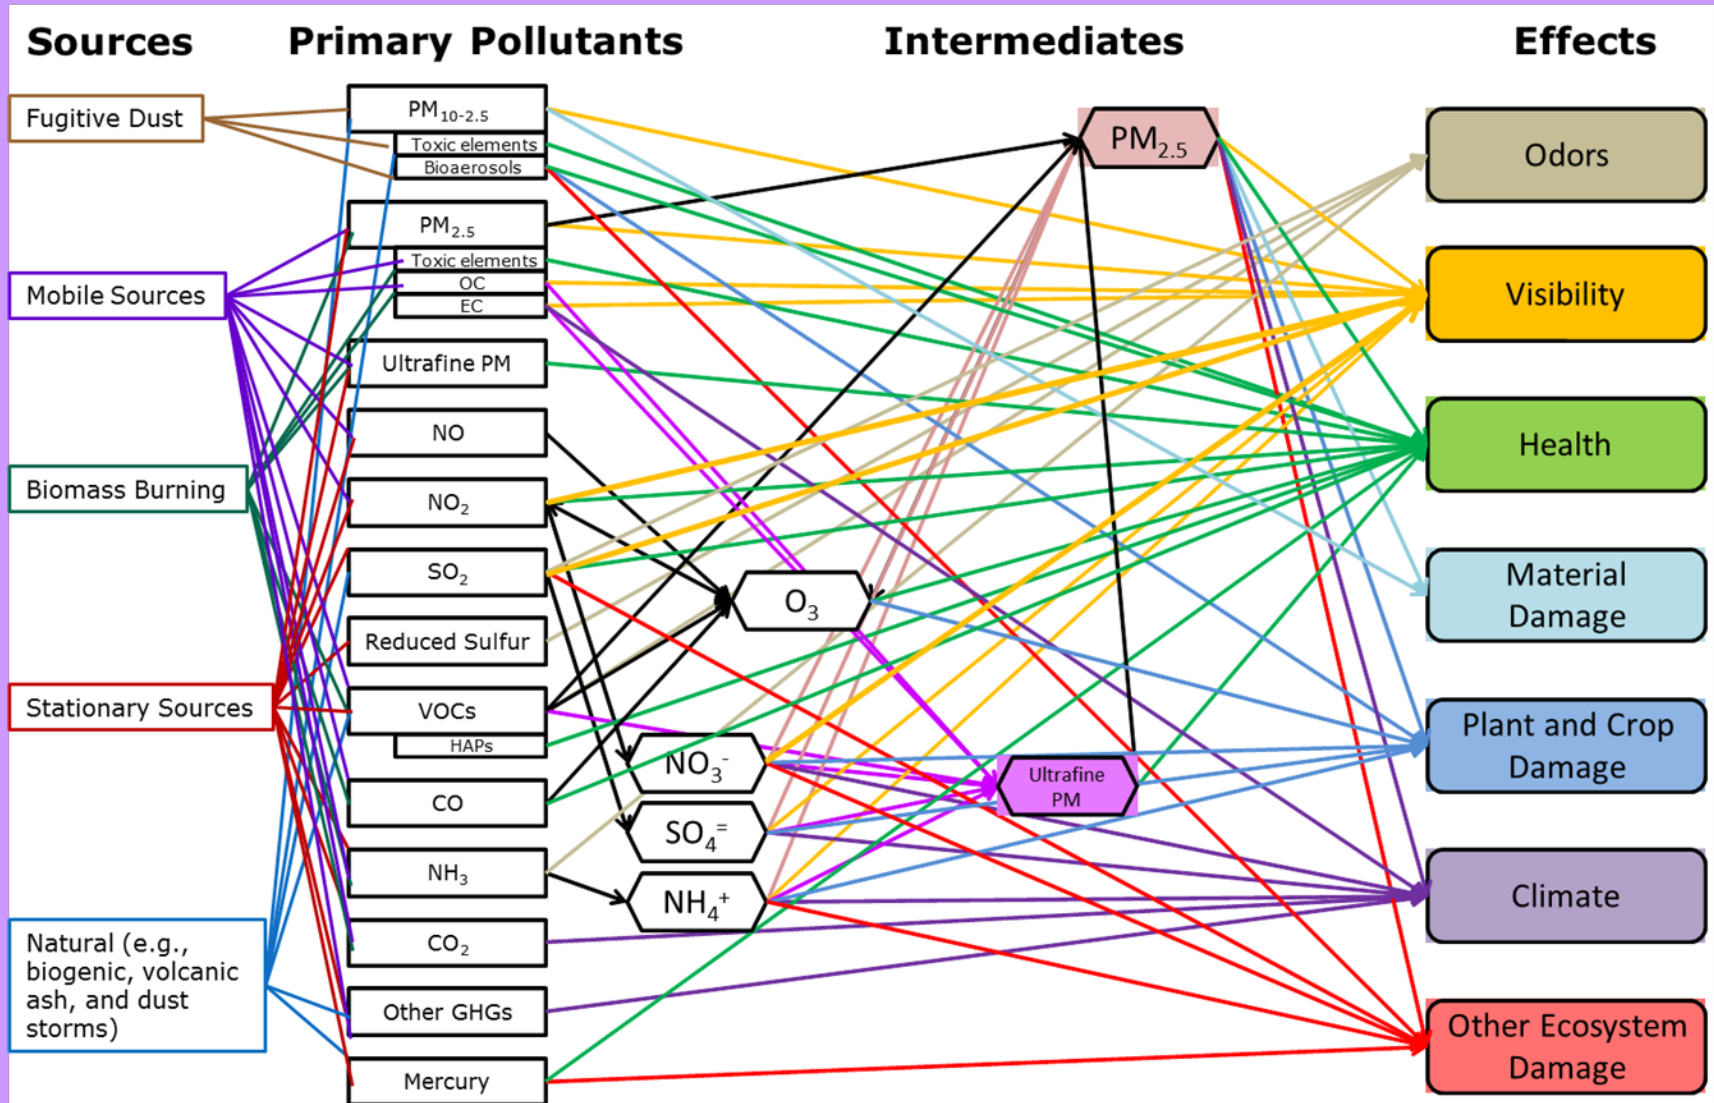 Sources
Primary Pollutants
Intermediates
Effects
Fugitive Dust
Mobile Sources
Biomass Burning
Stationary Sources
Natural (e.g.,
biogenic, volcanic
ash, and dust
storms)
PM₁₀₋₂.₅
Toxic elements
Bioaerosols
PM₂.₅
Toxic elements
OC
EC
Ultrafine PM
NO
NO₂
SO₂
Reduced Sulfur
VOCs
HAPs
CO
NH₃
CO₂
Other GHGs
Mercury
PM₂.₅
O₃
NO₃⁻
SO₄⁼
NH₄⁺
Ultrafine
PM
Odors
Visibility
Health
Material
Damage
Plant and Crop
Damage
Climate
Other Ecosystem
Damage